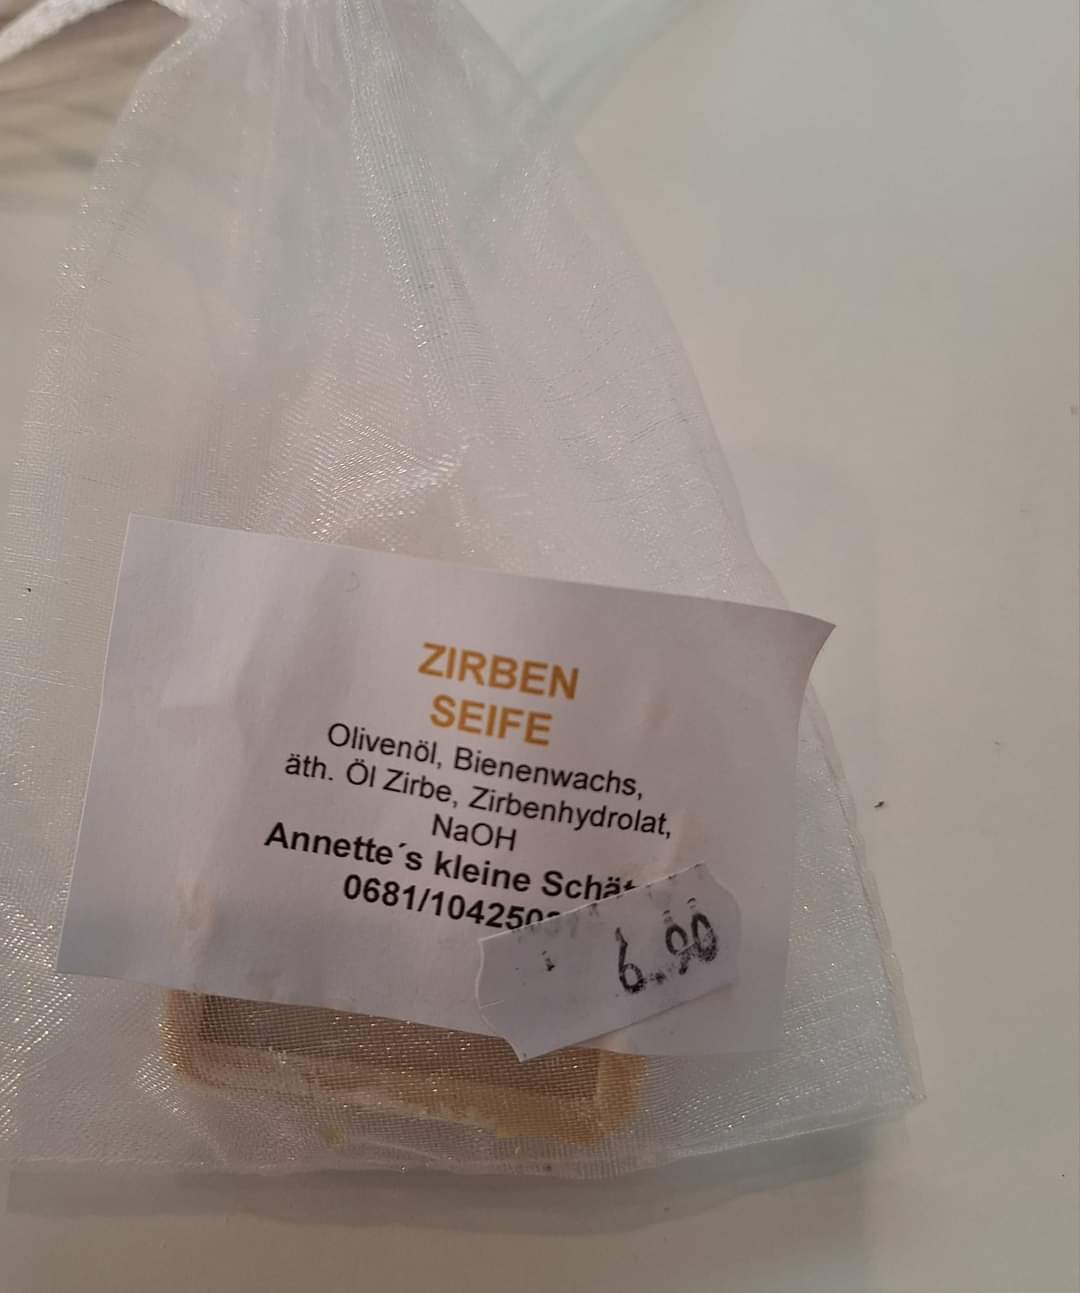 ZIRBEN
SEIFE
Olivenöl, Bienenwachs,
äth. Öl Zirbe, Zirbenhydrolat,
NaOH
Annette´s kleine
6.90